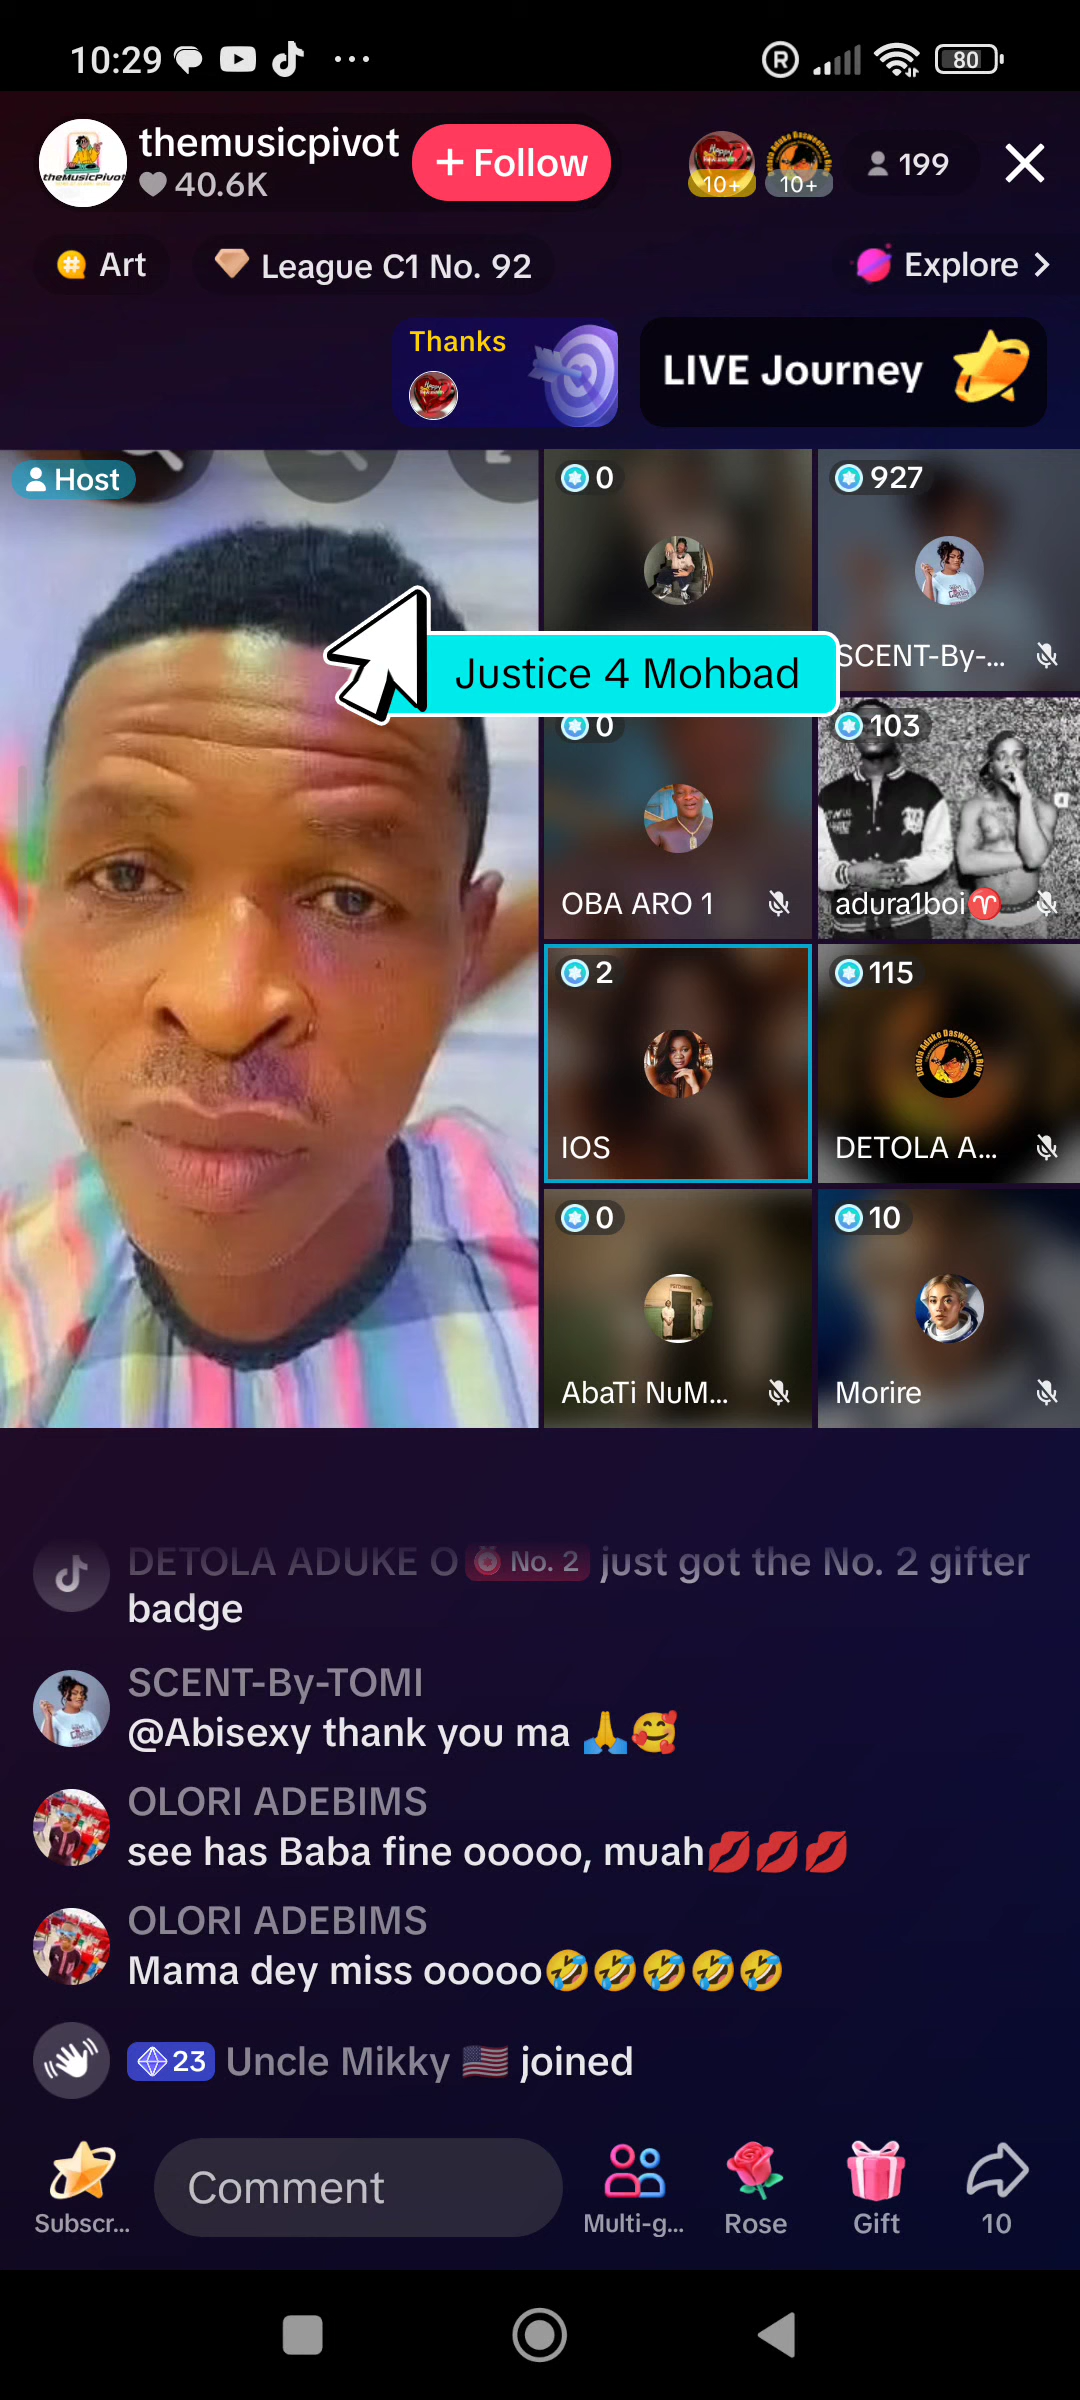 10:29
80
themusicpivot
40.6K
+ Follow
10+
10+
199
Art
League C1 No. 92
Explore
Thanks
LIVE Journey
Host
0
927
SCENT-By-...
Justice 4 Mohbad
0
103
OBA ARO 1
adura1boi♈
2
115
IOS
DETOLA A...
0
10
AbaTi NuM...
Morire
DETOLA ADUKE O No. 2 just got the No. 2 gifter
badge
SCENT-By-TOMI
@Abisexy thank you ma 🙏🥰
OLORI ADEBIMS
see has Baba fine ooooo, muah💋💋💋
OLORI ADEBIMS
Mama dey miss ooooo🤣🤣🤣🤣🤣
23 Uncle Mikky 🇺🇸 joined
Comment
Subscr...
Multi-g...
Rose
Gift
10